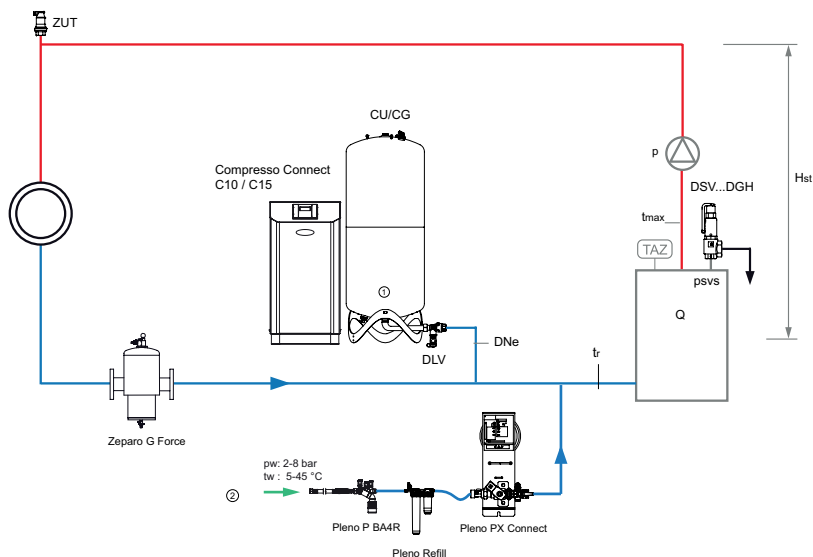 ZUT
CU/CG
Compresso Connect
C10 / C15
p
Hst
DSV...DGH
tmax
TAZ
psvs
①
Q
DNe
DLV
tr
Zeparo G Force
pw: 2-8 bar
tw : 5-45 °C
②
Pleno P BA4R
Pleno PX Connect
Pleno Refill